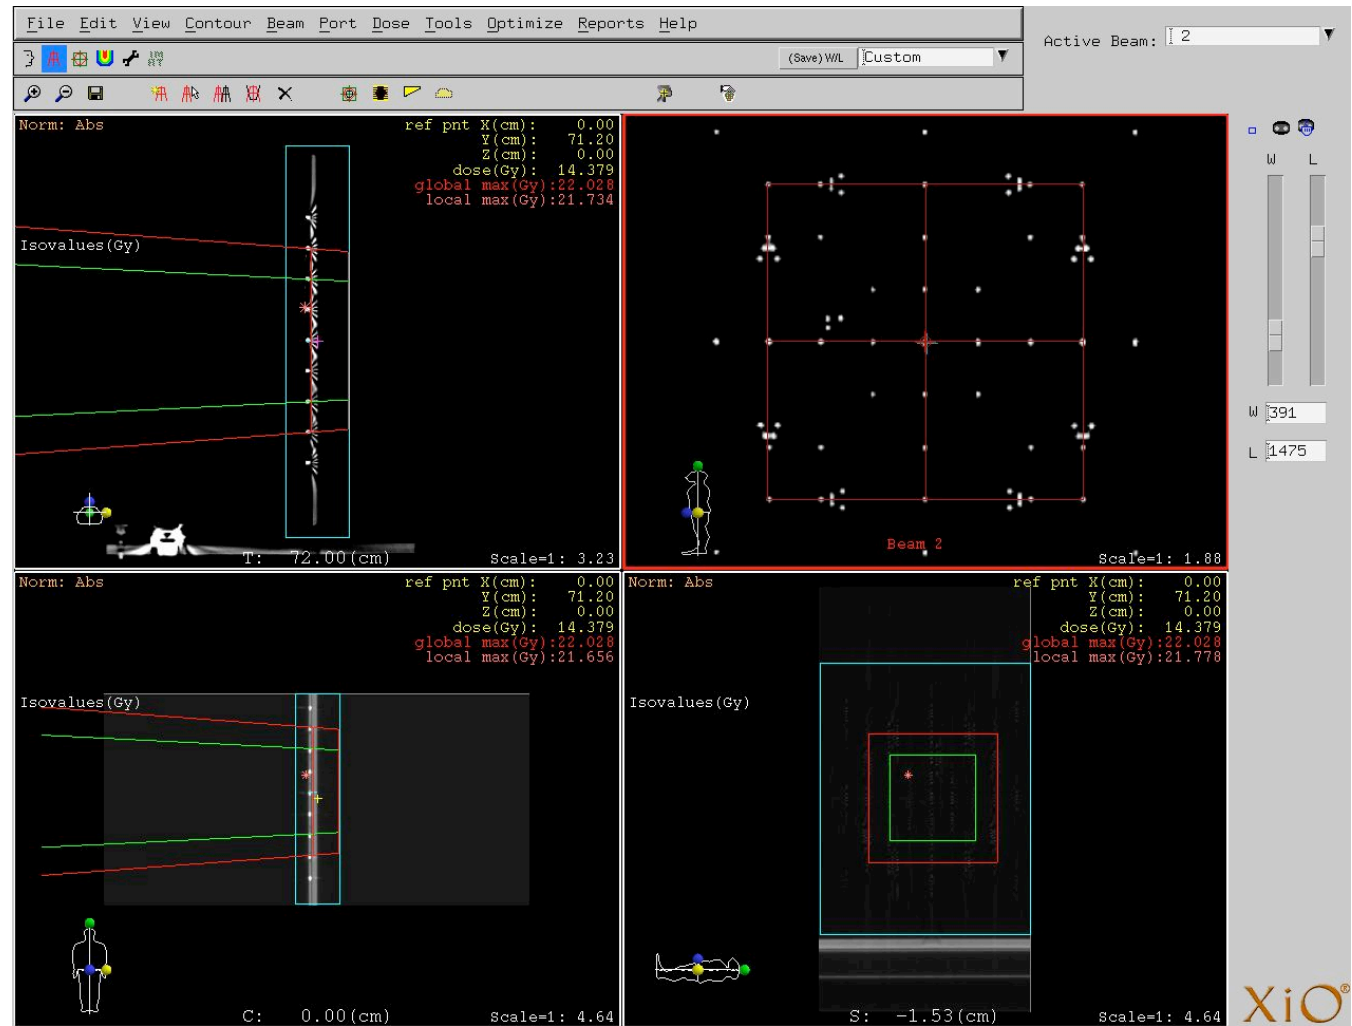 File Edit View Contour Beam Port Dose Tools Optimize Reports Help
Active Beam: 2
(Save) W/L Custom
Norm: Abs
ref pnt X(cm): 0.00
Y(cm): 71.20
Z(cm): 0.00
dose(Gy): 14.379
global max(Gy):22.028
local max(Gy):21.734
Isovalues(Gy)
T: 72.00(cm)
Scale=1: 3.23
Beam 2
Scale=1: 1.88
W L
W 391
L 1475
Norm: Abs
ref pnt X(cm): 0.00
Y(cm): 71.20
Z(cm): 0.00
dose(Gy): 14.379
global max(Gy):22.028
local max(Gy):21.656
Isovalues(Gy)
C: 0.00(cm)
Scale=1: 4.64
Norm: Abs
ref pnt X(cm): 0.00
Y(cm): 71.20
Z(cm): 0.00
dose(Gy): 14.379
global max(Gy):22.028
local max(Gy):21.778
Isovalues(Gy)
S: -1.53(cm)
Scale=1: 4.64
XiO®